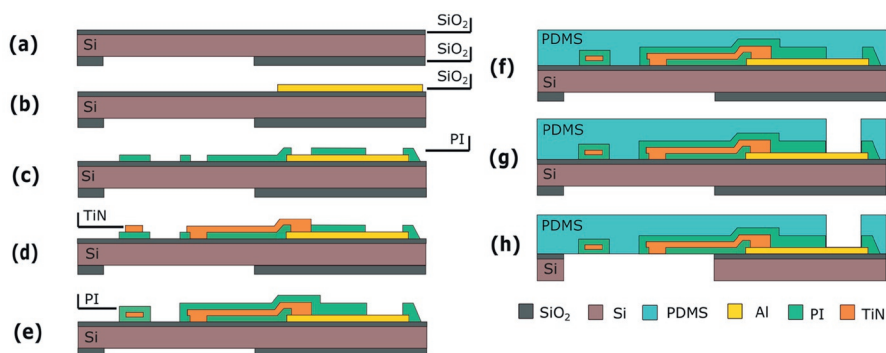 (a)
Si
SiO₂
SiO₂
(b)
Si
SiO₂
(c)
Si
PI
(d)
TiN
Si
(e)
PI
Si
(f)
PDMS
Si
(g)
PDMS
Si
(h)
PDMS
Si
SiO₂ Si PDMS Al PI TiN